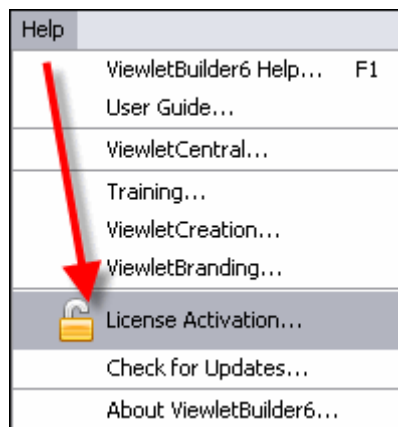 Help
ViewletBuilder6 Help... F1
User Guide...
ViewletCentral...
Training...
ViewletCreation...
ViewletBranding...
License Activation...
Check for Updates...
About ViewletBuilder6...